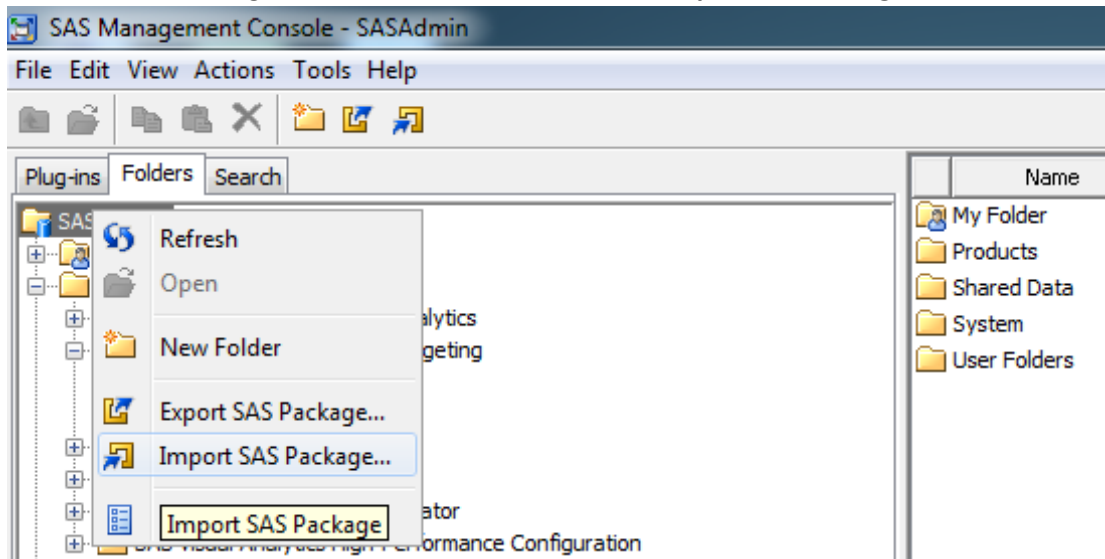 SAS Management Console - SASAdmin
File Edit View Actions Tools Help
Plug-ins Folders Search
Name
SAS
My Folder
Refresh
Products
Open
Shared Data
alytics
System
New Folder
geting
User Folders
Export SAS Package...
Import SAS Package...
ator
Import SAS Package
formance Configuration